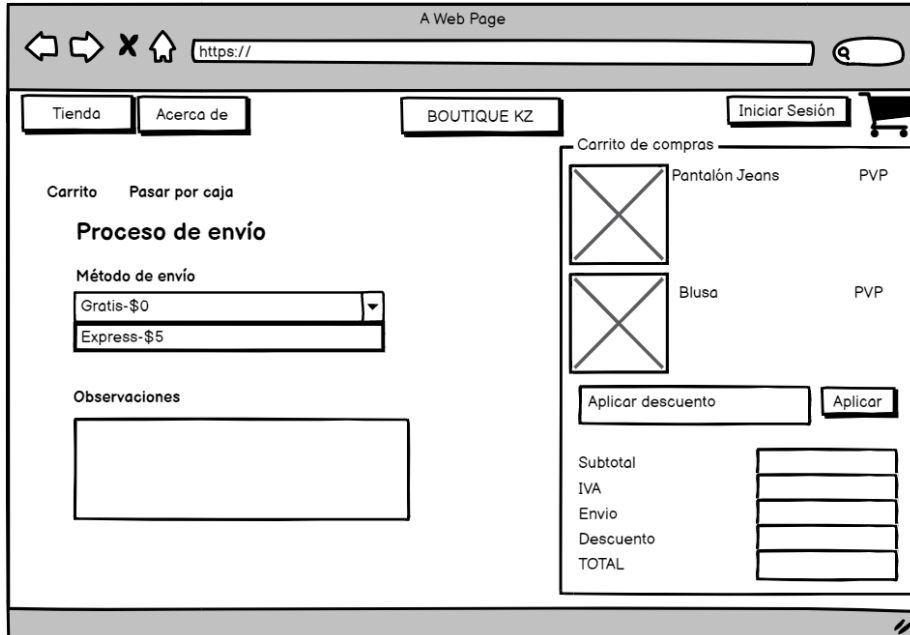 A Web Page
https://
Tienda
Acerca de
BOUTIQUE KZ
Iniciar Sesión
Carrito Pasar por caja
Proceso de envío
Método de envío
Gratis-$0
Express-$5
Observaciones
Carrito de compras
Pantalón Jeans PVP
Blusa PVP
Aplicar descuento
Aplicar
Subtotal
IVA
Envio
Descuento
TOTAL